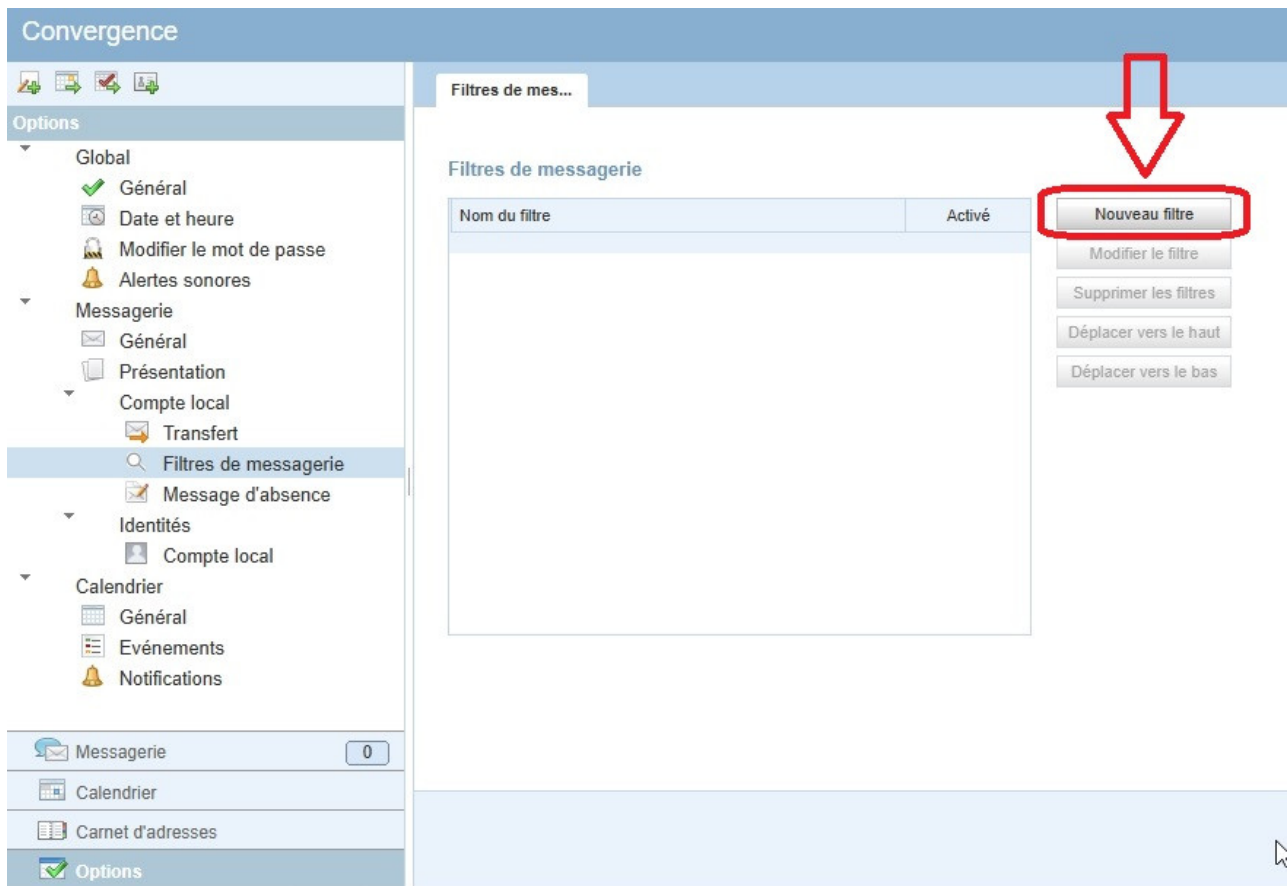 Convergence
Options
Global
Général
Date et heure
Modifier le mot de passe
Alertes sonores
Messagerie
Général
Présentation
Compte local
Transfert
Filtres de messagerie
Message d'absence
Identités
Compte local
Calendrier
Général
Evénements
Notifications
Messagerie 0
Calendrier
Carnet d'adresses
Options
Filtres de mes...
Filtres de messagerie
Nom du filtre Activé
Nouveau filtre
Modifier le filtre
Supprimer les filtres
Déplacer vers le haut
Déplacer vers le bas